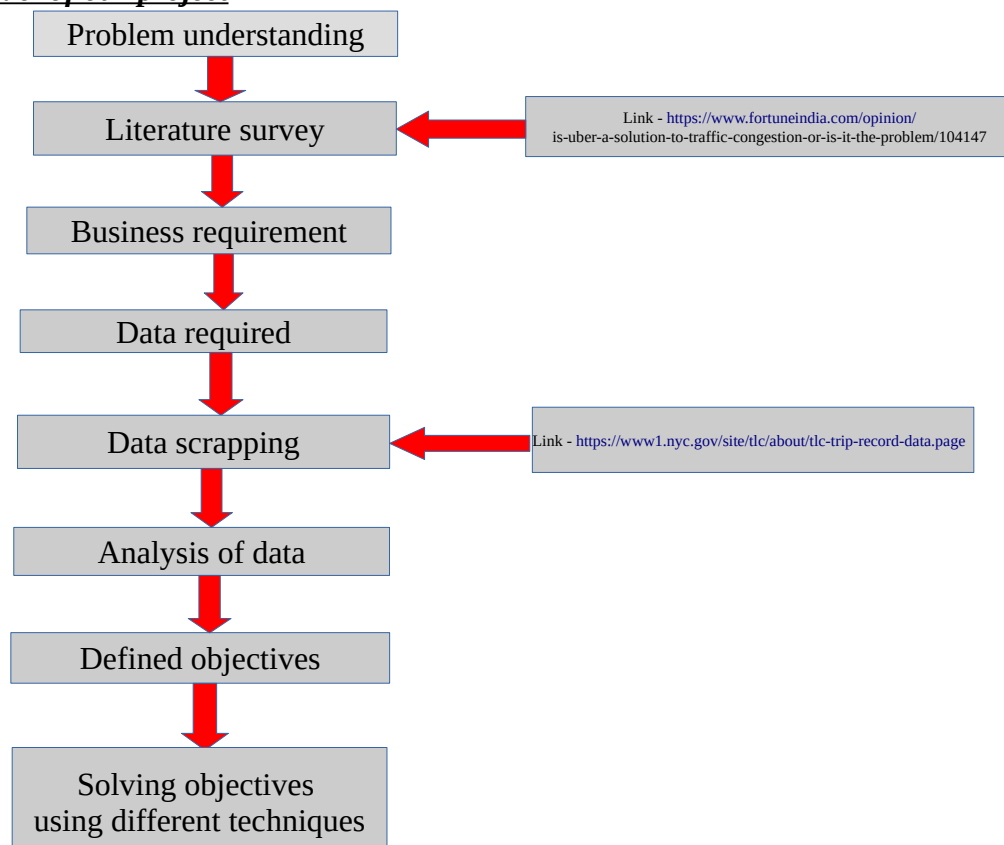 Problem understanding
Literature survey
Link - https://www.fortuneindia.com/opinion/
is-uber-a-solution-to-traffic-congestion-or-is-it-the-problem/104147
Business requirement
Data required
Data scrapping
Link - https://www1.nyc.gov/site/tlc/about/tlc-trip-record-data.page
Analysis of data
Defined objectives
Solving objectives
using different techniques